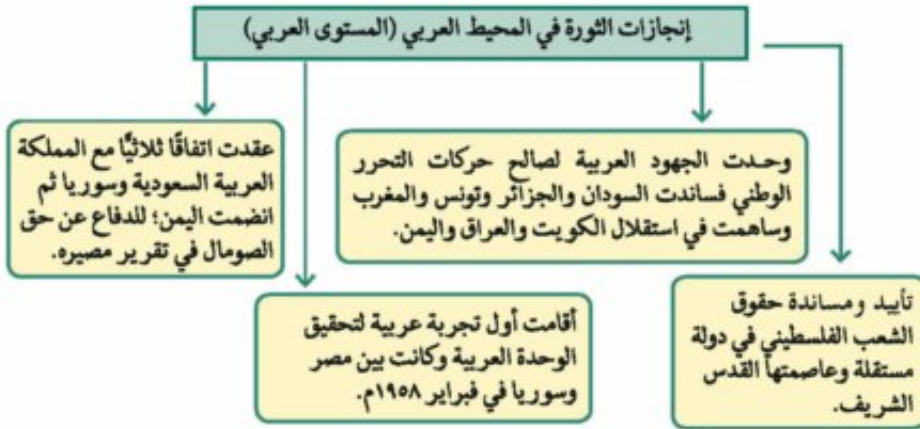 إنجازات الثورة في المحيط العربي (المستوى العربي)
وحدت الجهود العربية لصالح حركات التحرر
الوطني فساندت السودان والجزائر وتونس والمغرب
وساهمت في استقلال الكويت والعراق واليمن.
عقدت اتفاقًا ثلاثيًّا مع المملكة
العربية السعودية وسوريا ثم
انضمت اليمن؛ للدفاع عن حق
الصومال في تقرير مصيره.
تأييد ومساندة حقوق
الشعب الفلسطيني في دولة
مستقلة وعاصمتها القدس
الشريف.
أقامت أول تجربة عربية لتحقيق
الوحدة العربية وكانت بين مصر
وسوريا في فبراير ١٩٥٨م.